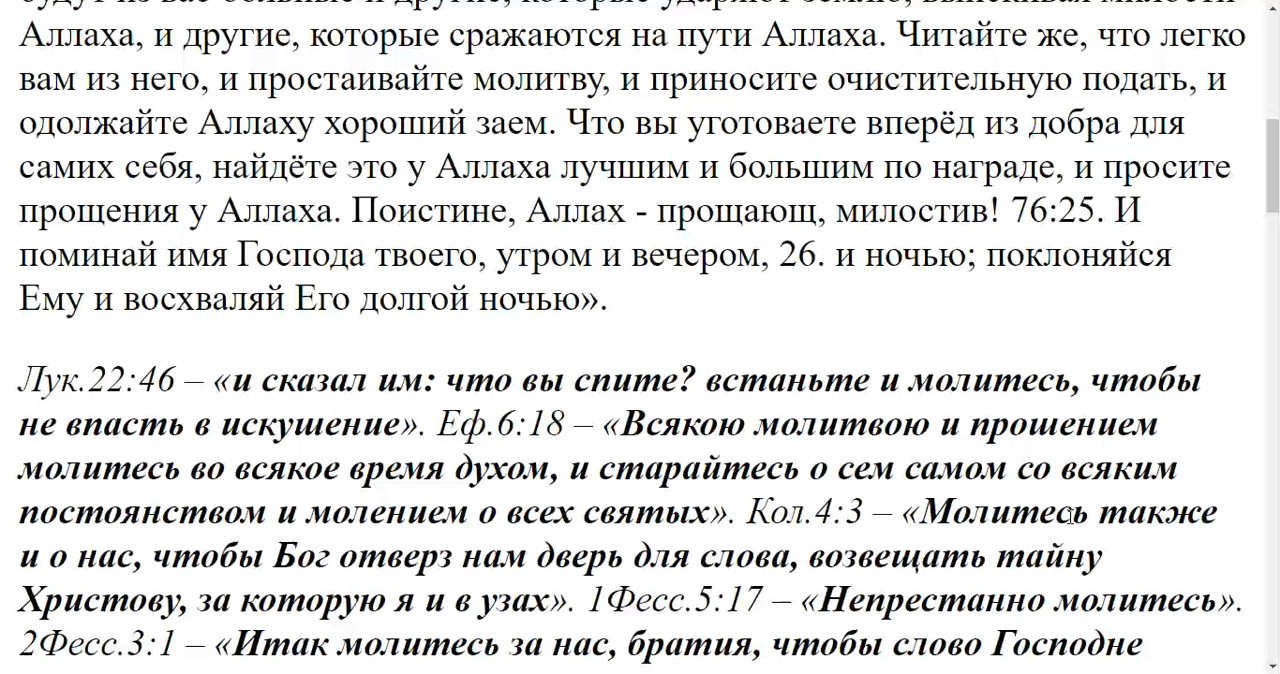 Аллаха, и другие, которые сражаются на пути Аллаха. Читайте же, что легко
вам из него, и простаивайте молитву, и приносите очистительную подать, и
одолжайте Аллаху хороший заем. Что вы уготоваете вперёд из добра для
самих себя, найдёте это у Аллаха лучшим и большим по награде, и просите
прощения у Аллаха. Поистине, Аллах - прощающ, милостив! 76:25. И
поминай имя Господа твоего, утром и вечером, 26. и ночью; поклоняйся
Ему и восхваляй Его долгой ночью».
Лук.22:46 – «и сказал им: что вы спите? встаньте и молитесь, чтобы
не впасть в искушение». Еф.6:18 – «Всякою молитвою и прошением
молитесь во всякое время духом, и старайтесь о сем самом со всяким
постоянством и молением о всех святых». Кол.4:3 – «Молитесь также
и о нас, чтобы Бог отверз нам дверь для слова, возвещать тайну
Христову, за которую я и в узах». 1Фесс.5:17 – «Непрестанно молитесь».
2Фесс.3:1 – «Итак молитесь за нас, братия, чтобы слово Господне